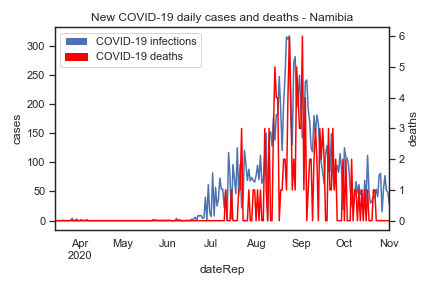 New COVID-19 daily cases and deaths - Namibia
COVID-19 infections
COVID-19 deaths
cases
300
250
200
150
100
50
0
deaths
6
5
4
3
2
1
0
Apr
2020
May
Jun
Jul
Aug
Sep
Oct
Nov
dateRep